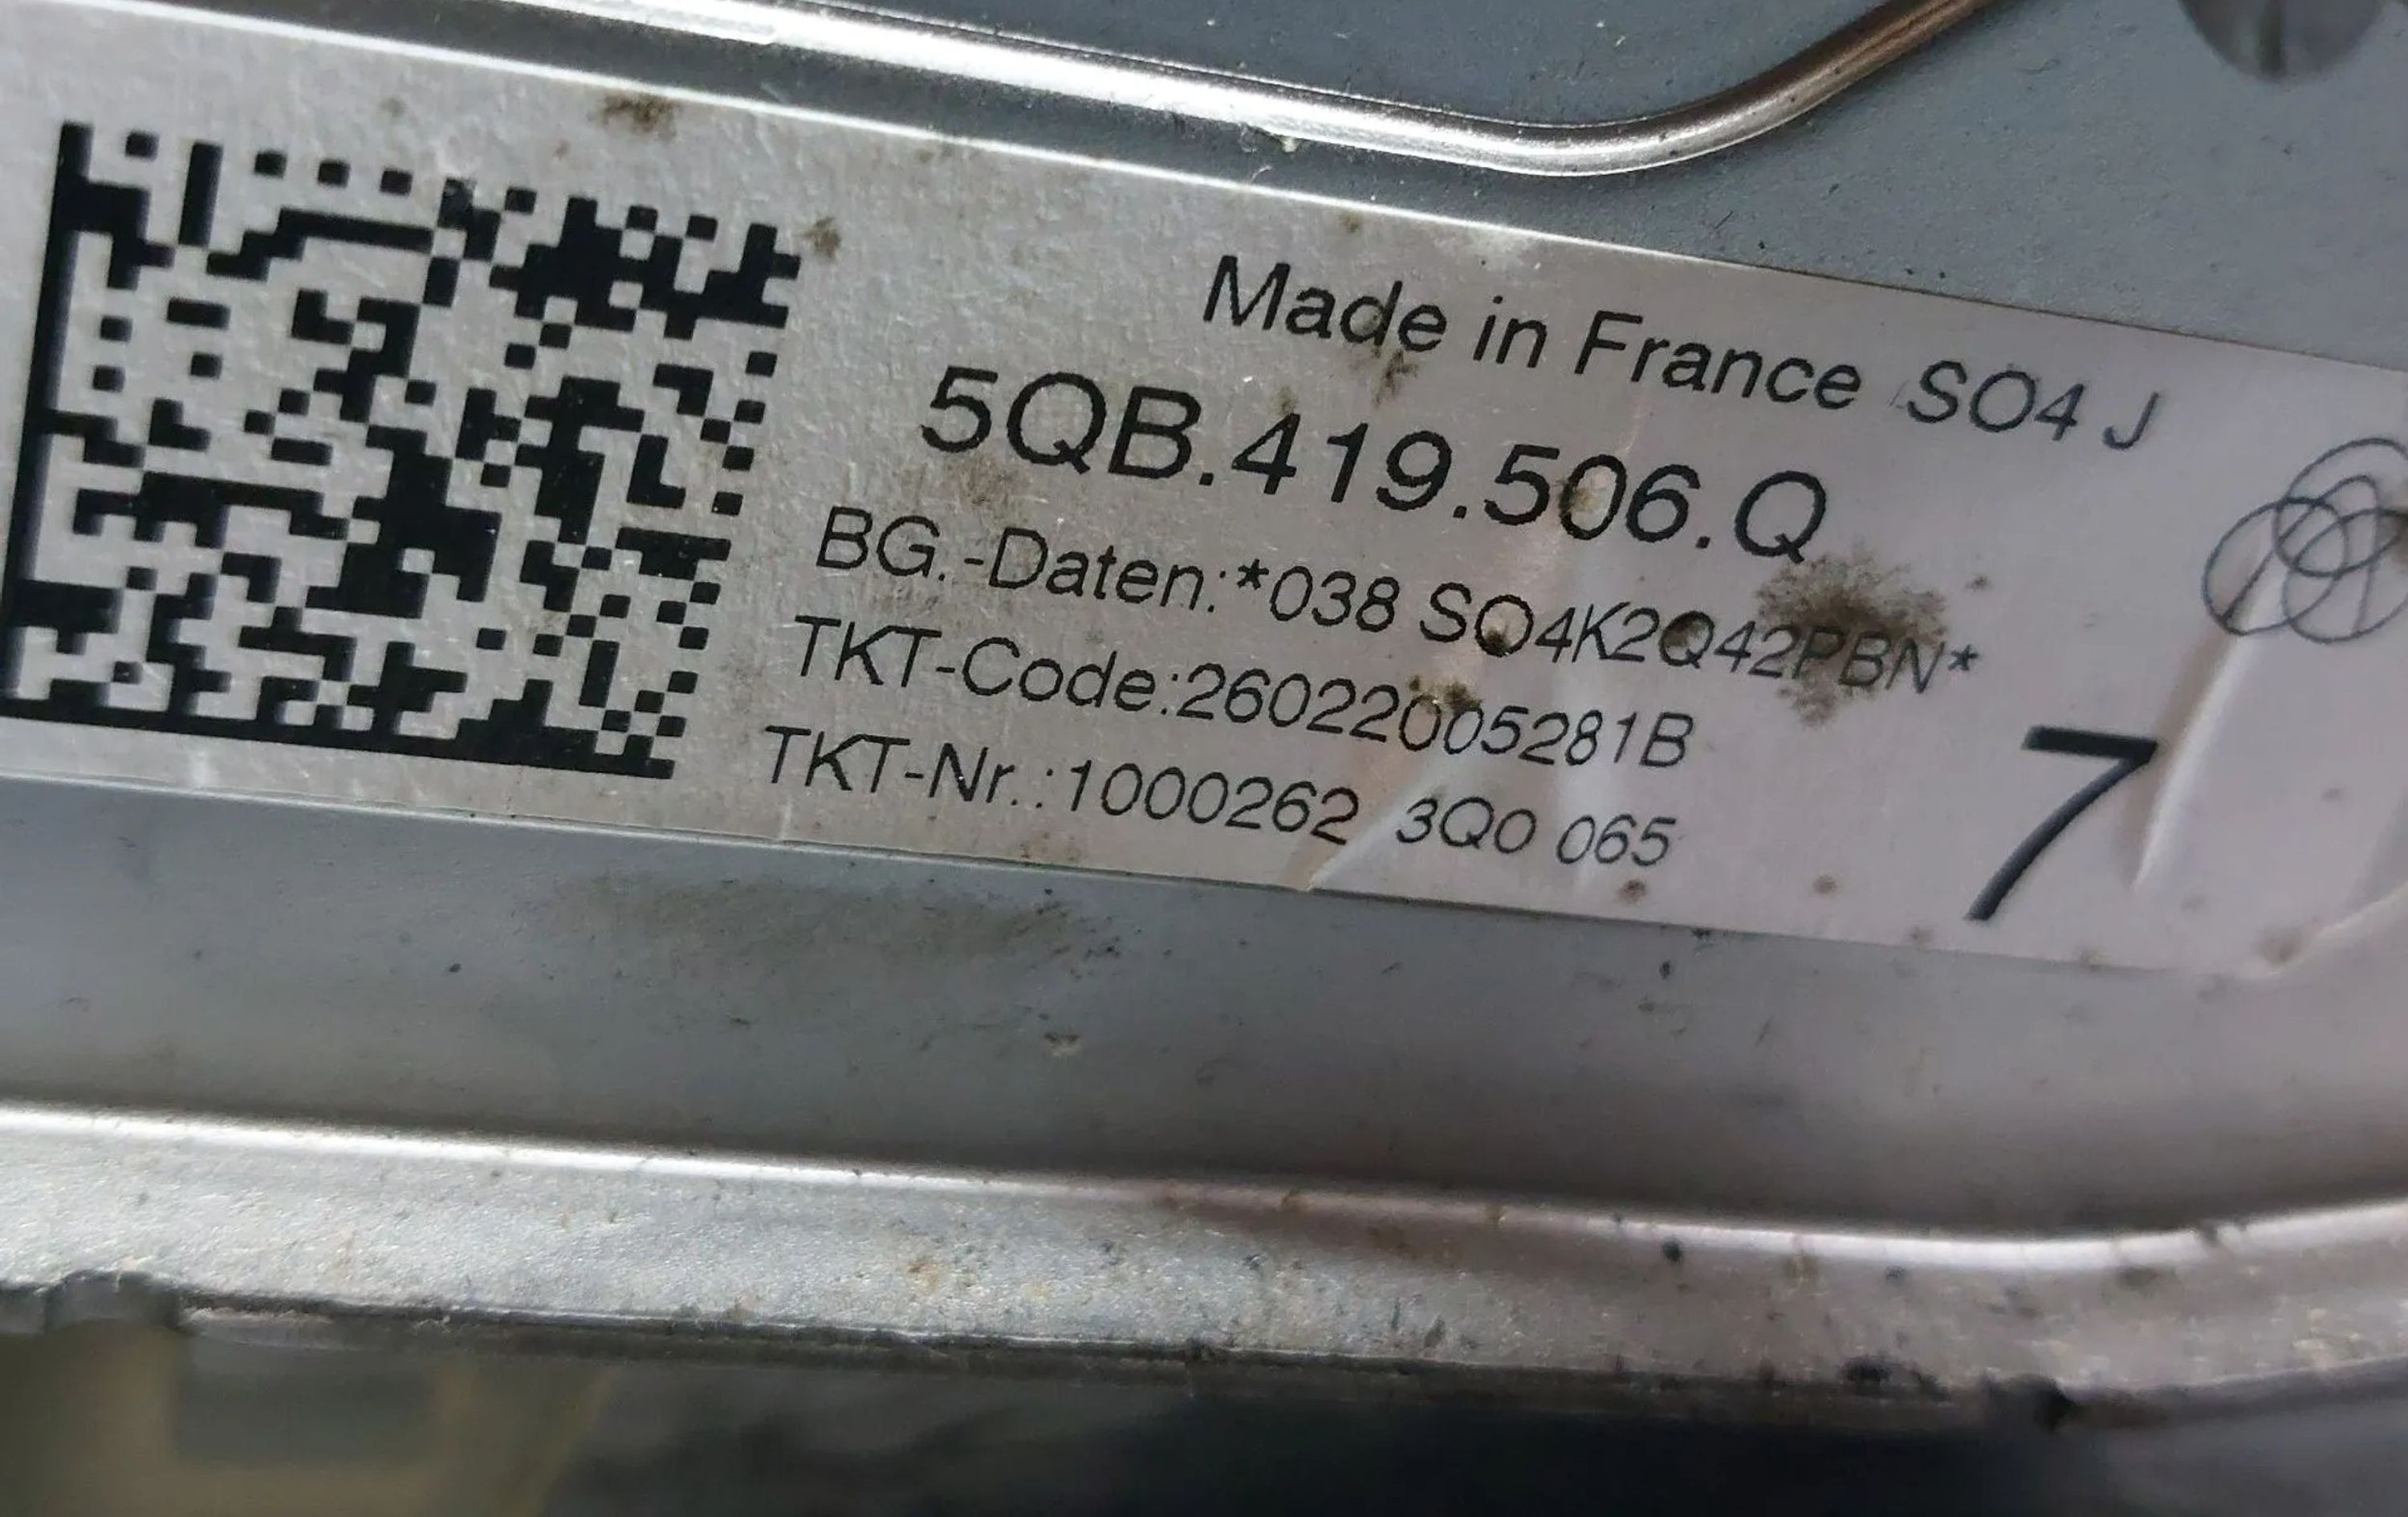 Made in France SO4 J
5QB.419.506.Q
BG.-Daten:*038 SO4K2Q42PBN*
TKT-Code:26022005281B
TKT-Nr.:1000262 3Q0 065
7